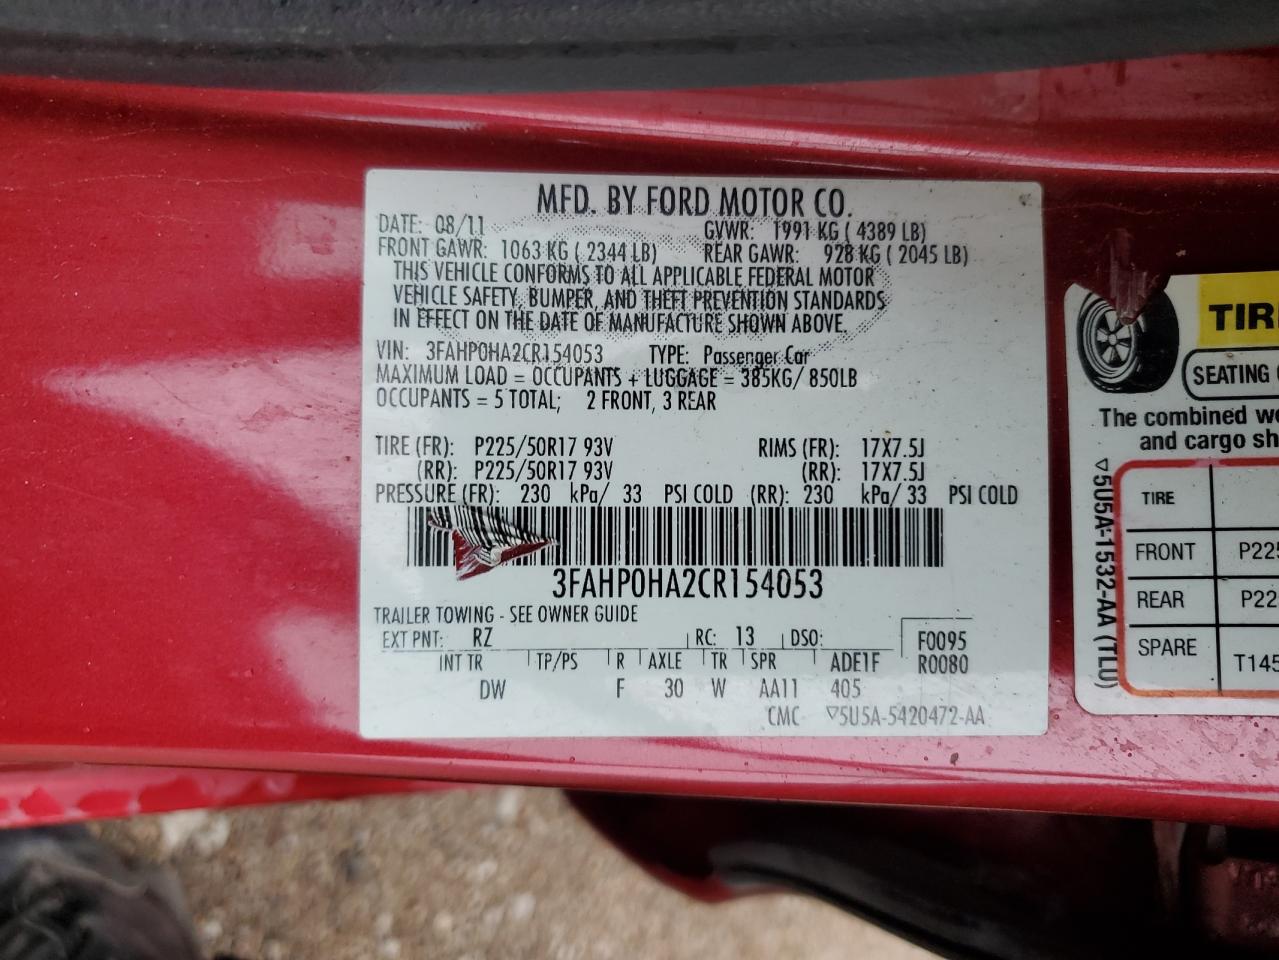 MFD. BY FORD MOTOR CO.
DATE: 08/11 GVWR: 1991 KG ( 4389 LB)
FRONT GAWR: 1063 KG ( 2344 LB) REAR GAWR: 928 KG ( 2045 LB)
THIS VEHICLE CONFORMS TO ALL APPLICABLE FEDERAL MOTOR
VEHICLE SAFETY, BUMPER, AND THEFT PREVENTION STANDARDS
IN EFFECT ON THE DATE OF MANUFACTURE SHOWN ABOVE.
VIN: 3FAHP0HA2CR154053 TYPE: Passenger Car
MAXIMUM LOAD = OCCUPANTS + LUGGAGE = 385KG/ 850LB
OCCUPANTS = 5 TOTAL; 2 FRONT, 3 REAR
TIRE (FR): P225/50R17 93V RIMS (FR): 17X7.5J
(RR): P225/50R17 93V (RR): 17X7.5J
PRESSURE (FR): 230 kPa/ 33 PSI COLD (RR): 230 kPa/ 33 PSI COLD
3FAHP0HA2CR154053
TRAILER TOWING - SEE OWNER GUIDE
EXT PNT: RZ RC: 13 DSO: F0095
INT TR TP/PS R AXLE TR SPR ADE1F R0080
DW F 30 W AA11 405
CMC ▽5U5A-5420472-AA
TIR
SEATING
The combined we
and cargo sh
TIRE
FRONT P225
REAR P22
SPARE T145
▽5U5A-1532-AA (TLU)